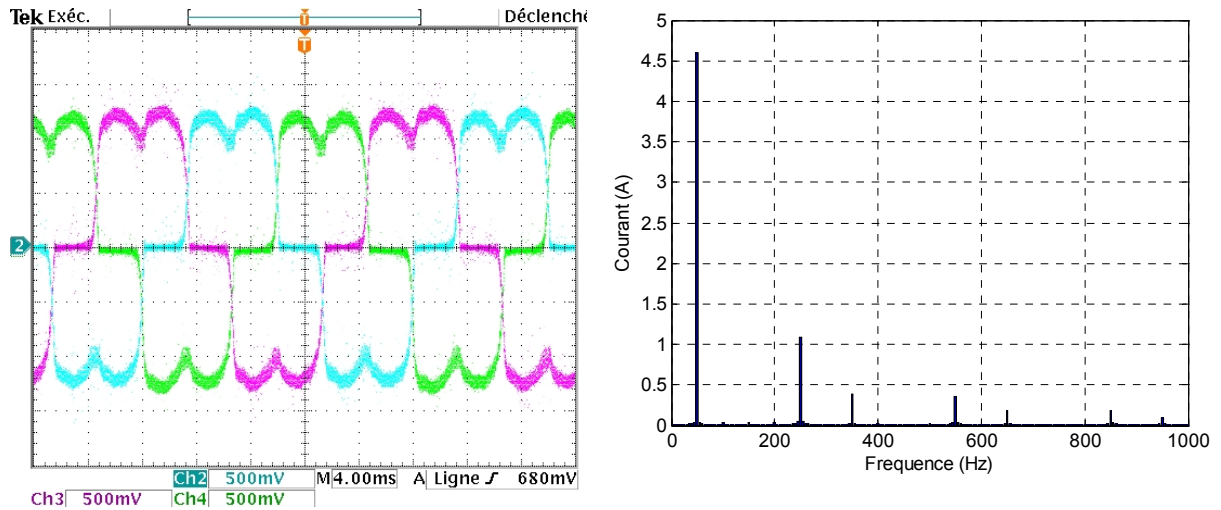 Tek Exéc. Déclenché
T
T
2
Ch2 500mV M 4.00ms A Ligne 680mV
Ch3 500mV Ch4 500mV
5
4.5
4
3.5
3
2.5
2
1.5
1
0.5
0
0 200 400 600 800 1000
Courant (A)
Frequence (Hz)